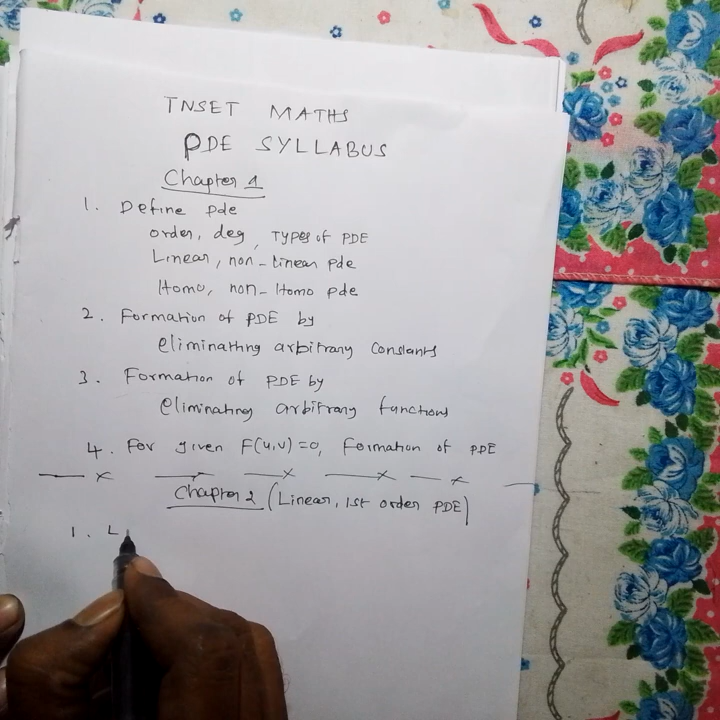 TNSET MATHS
PDE SYLLABUS
Chapter 1
1. Define pde
order, deg, Types of PDE
Linear, non-linear pde
Homo, non-Homo pde
2. Formation of PDE by
eliminating arbitrary constants
3. Formation of PDE by
eliminating arbitrary functions
4. For given F(u,v)=0, Formation of PDE
Chapter 2 (Linear, 1st order PDE)
1. L